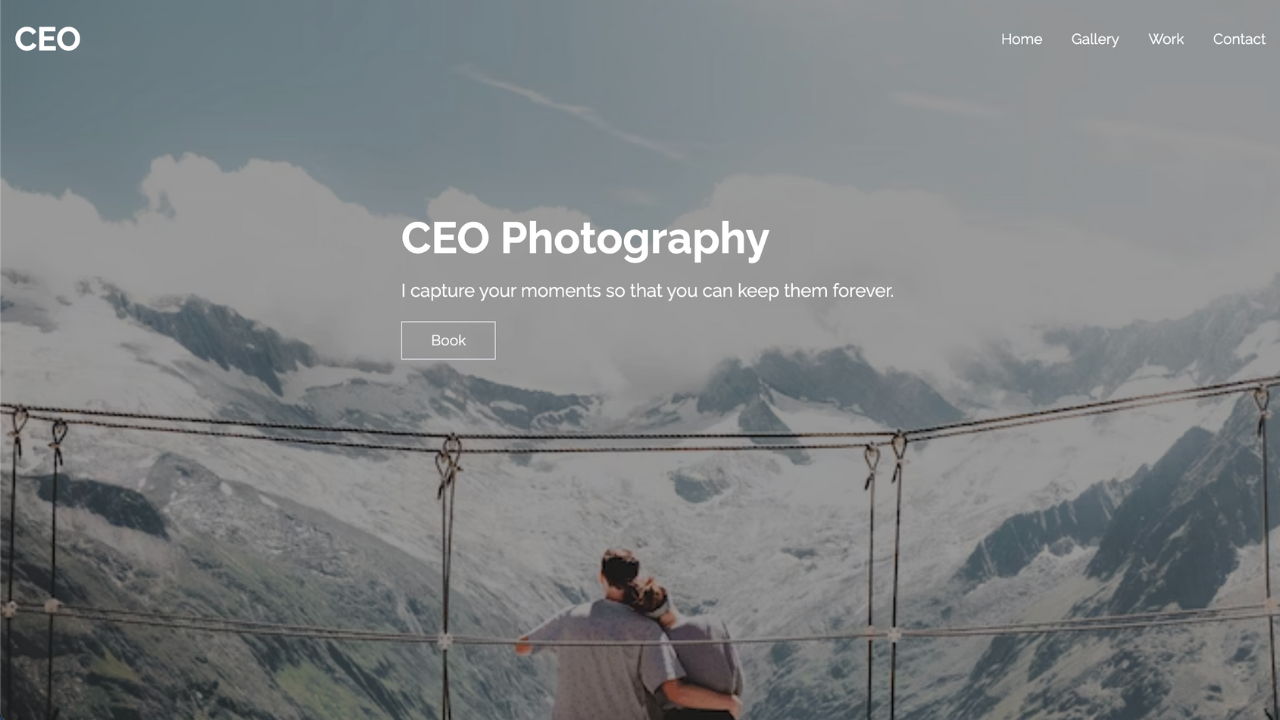 CEO
Home Gallery Work Contact
CEO Photography
I capture your moments so that you can keep them forever.
Book